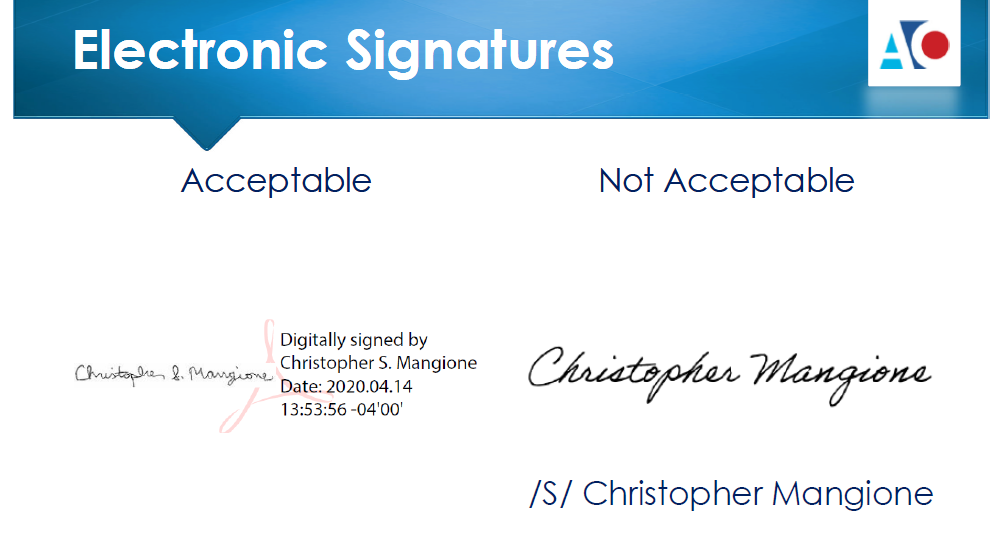 Electronic Signatures
Acceptable
Not Acceptable
Christopher S. Mangione
Digitally signed by
Christopher S. Mangione
Date: 2020.04.14
13:53:56 -04'00'
Christopher Mangione
/S/ Christopher Mangione